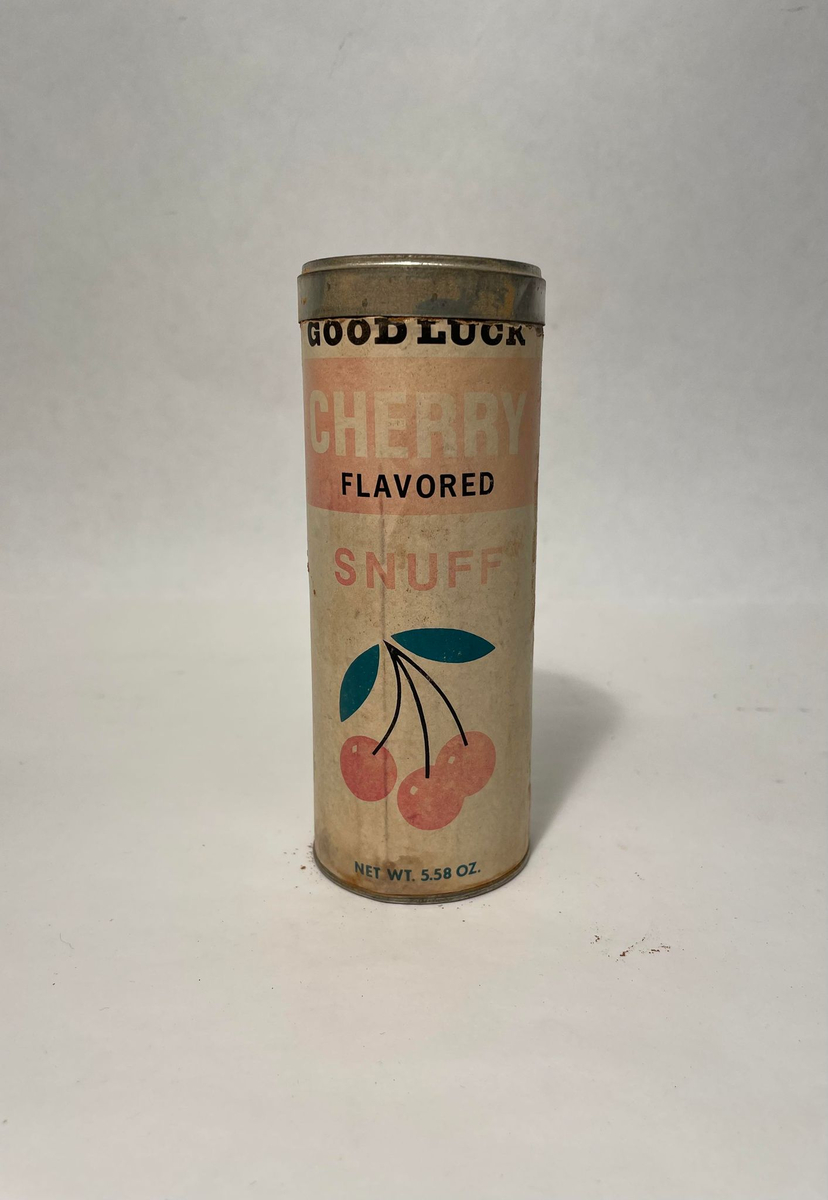 GOOD LUCK
CHERRY
FLAVORED
SNUFF
NET WT. 5.58 OZ.